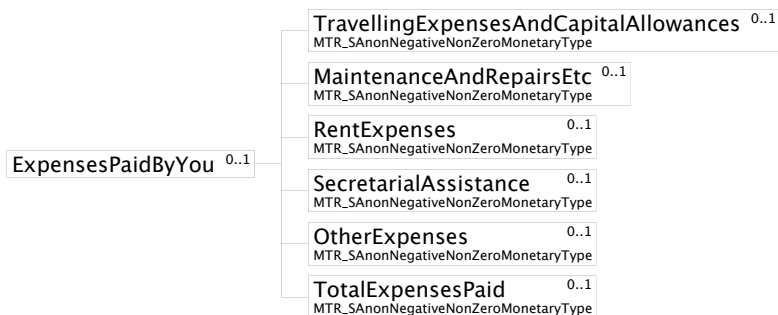 TravellingExpensesAndCapitalAllowances 0..1
MTR_SAnonNegativeNonZeroMonetaryType
MaintenanceAndRepairsEtc 0..1
MTR_SAnonNegativeNonZeroMonetaryType
RentExpenses 0..1
MTR_SAnonNegativeNonZeroMonetaryType
ExpensesPaidByYou 0..1
SecretarialAssistance 0..1
MTR_SAnonNegativeNonZeroMonetaryType
OtherExpenses 0..1
MTR_SAnonNegativeNonZeroMonetaryType
TotalExpensesPaid 0..1
MTR_SAnonNegativeNonZeroMonetaryType